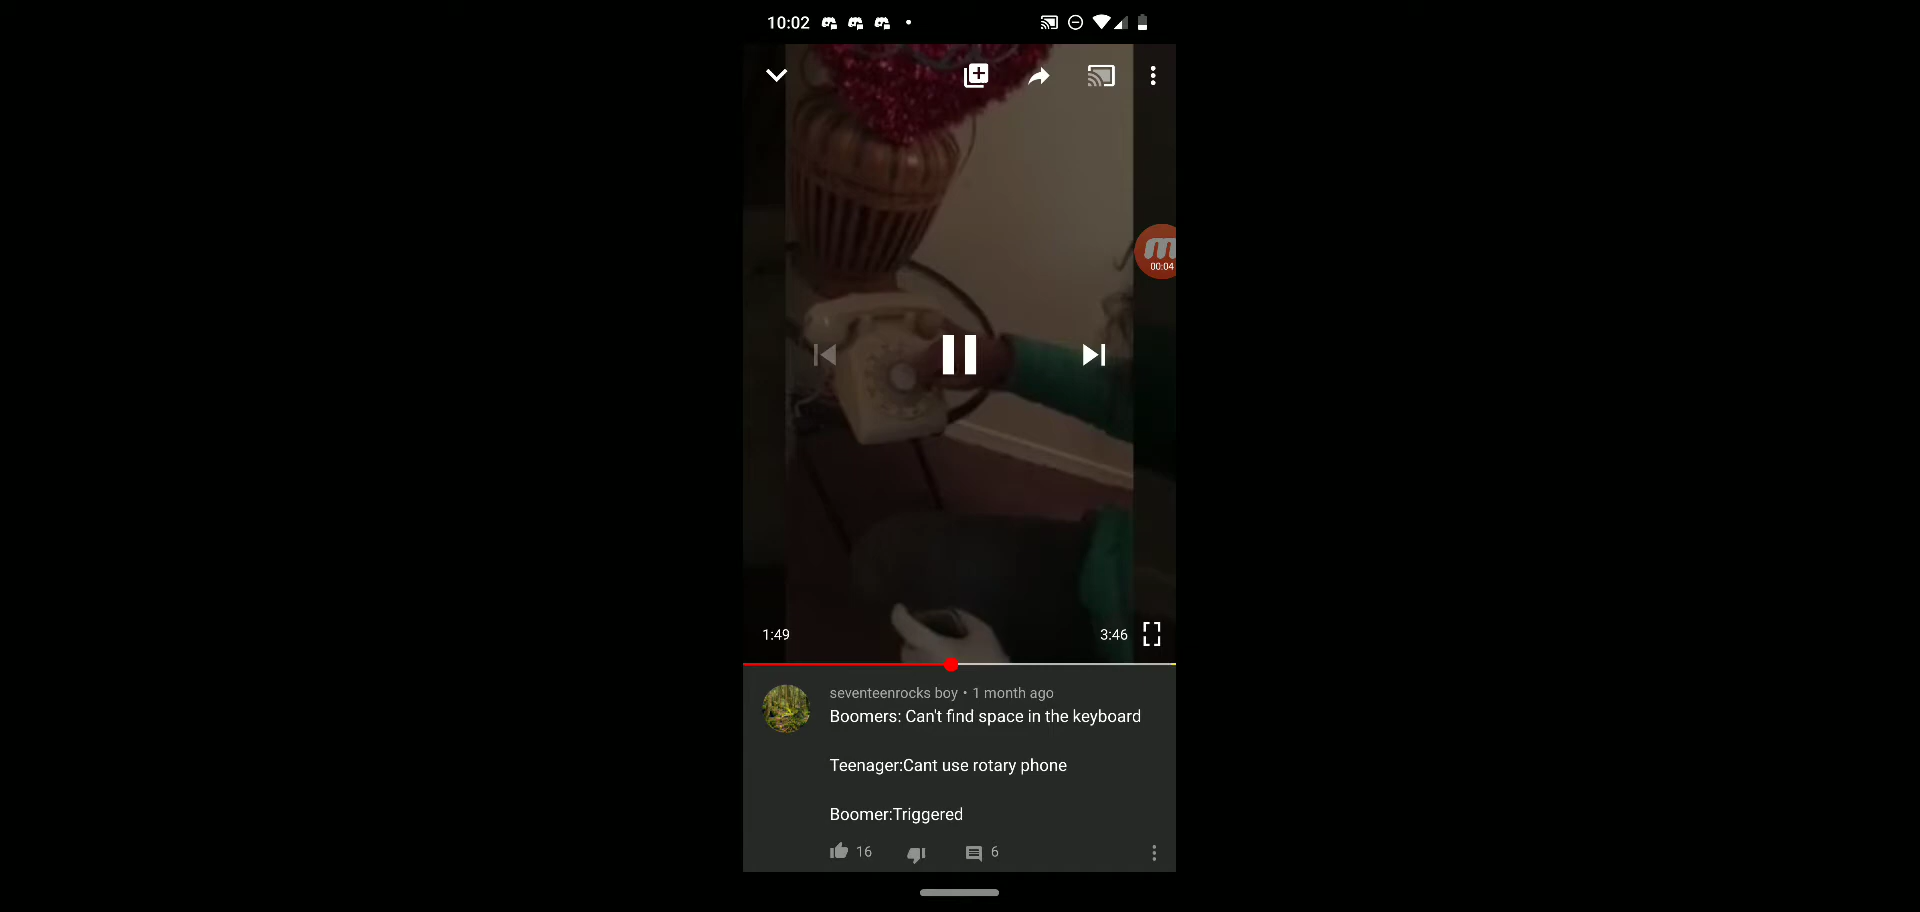 10:02
m
00:04
1:49
3:46
seveteenrocks boy • 1 month ago
Boomers: Can't find space in the keyboard
Teenager:Cant use rotary phone
Boomer:Triggered
16
6